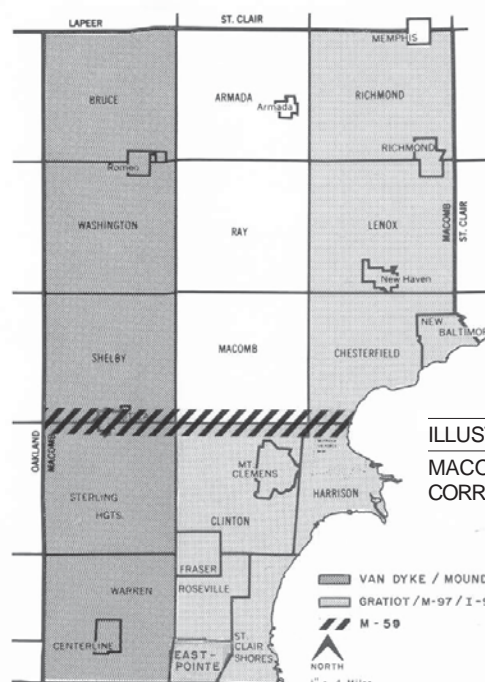 LAPEER
ST. CLAIR
MEMPHIS
BRUCE
ARMADA
Armada
RICHMOND
Romeo
RICHMOND
WASHINGTON
RAY
LENOX
MACOMB
ST. CLAIR
New Haven
NEW
BALTIMOR
SHELBY
MACOMB
CHESTERFIELD
OAKLAND
MACOMB
ILLUST
MACO
CORR
MT.
CLEMENS
STERLING
HGTS.
HARRISON
CLINTON
FRASER
WARREN
ROSEVILLE
CENTERLINE
EAST-
POINTE
ST.
CLAIR
SHORES
VAN DYKE / MOUND
GRATIOT / M-97 / I-9
M - 59
NORTH